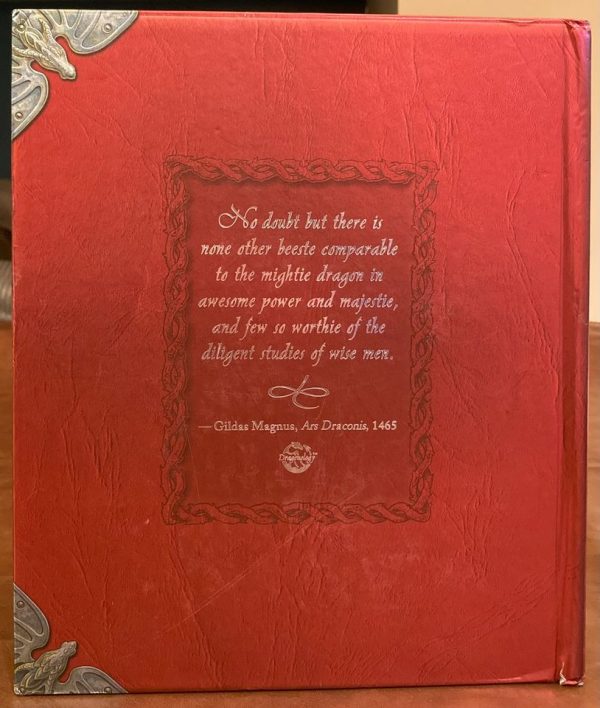 No doubt but there is
none other beeste comparable
to the mightie dragon in
awesome power and majestie,
and few so worthie of the
diligent studies of wise men.
—Gildas Magnus, Ars Draconis, 1465
Dragonology™